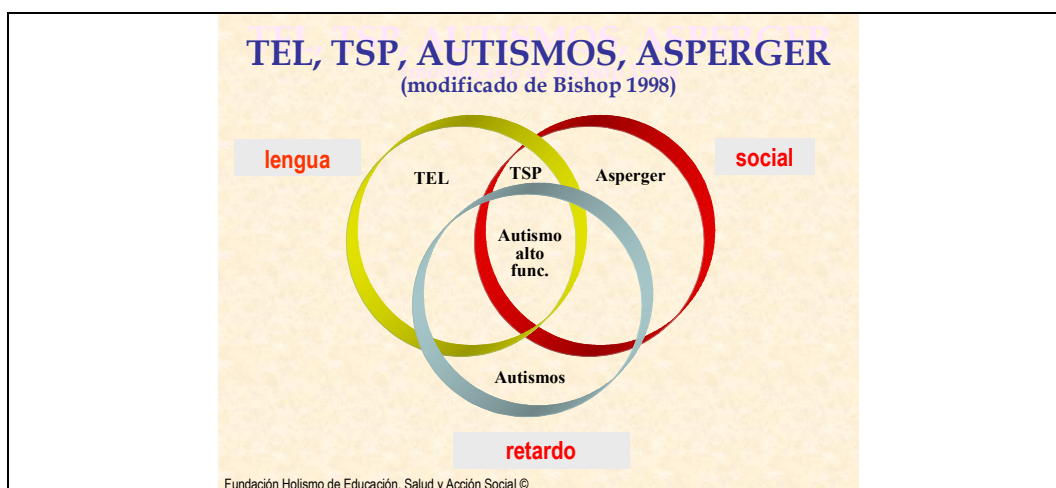 TEL, TSP, AUTISMOS, ASPERGER
(modificado de Bishop 1998)
lengua
social
TEL
TSP
Asperger
Autismo
alto
func.
Autismos
retardo
Fundación Holismo de Educación, Salud y Acción Social ©